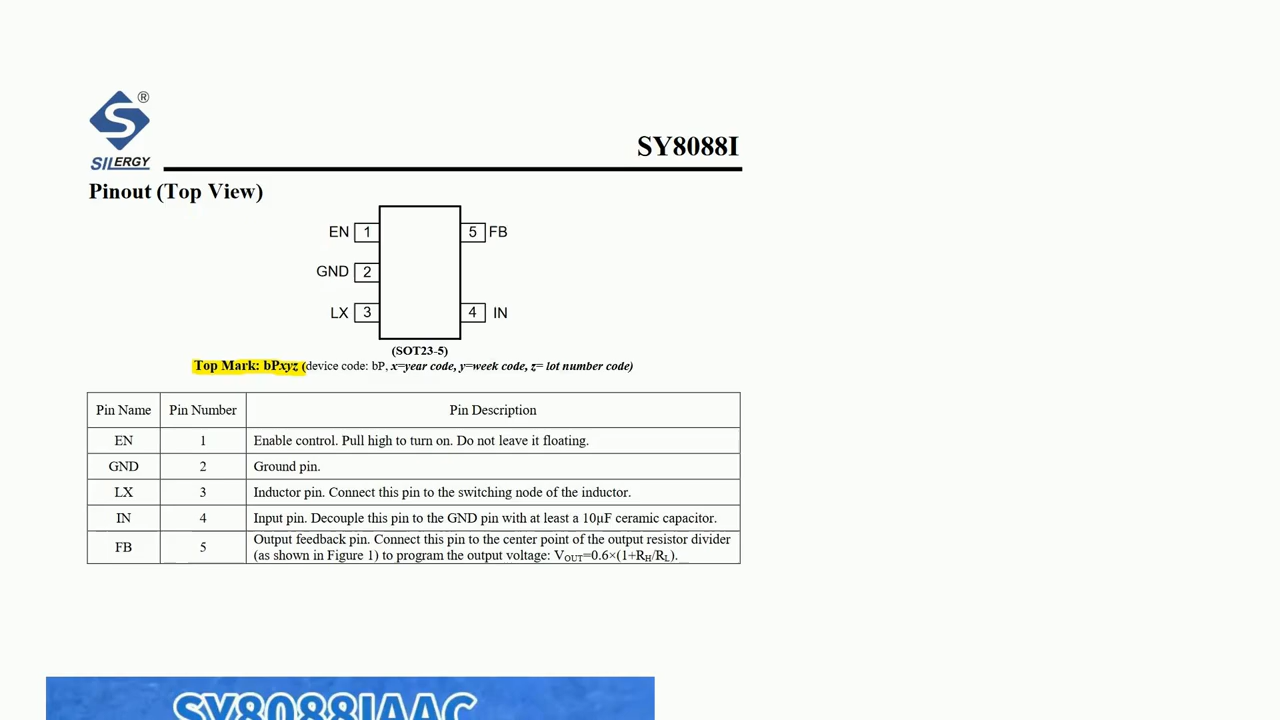 ®
S
SILERGY
SY8088I
Pinout (Top View)
EN 1 5 FB
GND 2
LX 3 4 IN
(SOT23-5)
Top Mark: bPxyz (device code: bP, x=year code, y=week code, z= lot number code)
Pin Name Pin Number Pin Description
EN 1 Enable control. Pull high to turn on. Do not leave it floating.
GND 2 Ground pin.
LX 3 Inductor pin. Connect this pin to the switching node of the inductor.
IN 4 Input pin. Decouple this pin to the GND pin with at least a 10μF ceramic capacitor.
FB 5 Output feedback pin. Connect this pin to the center point of the output resistor divider
(as shown in Figure 1) to program the output voltage: VOUT=0.6×(1+RH/RL).
SY8088IAAC